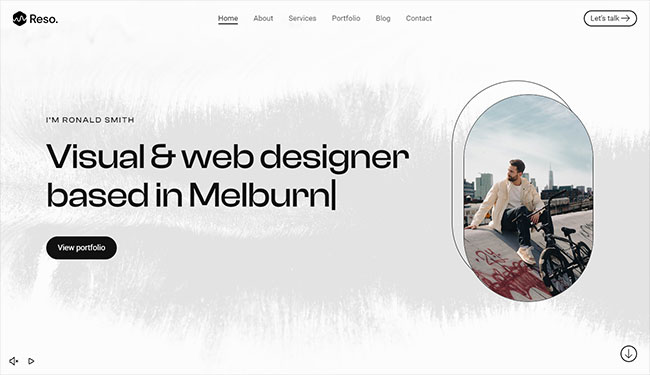 Reso.
Home About Services Portfolio Blog Contact
Let's talk
I'M RONALD SMITH
Visual & web designer
based in Melburn|
View portfolio